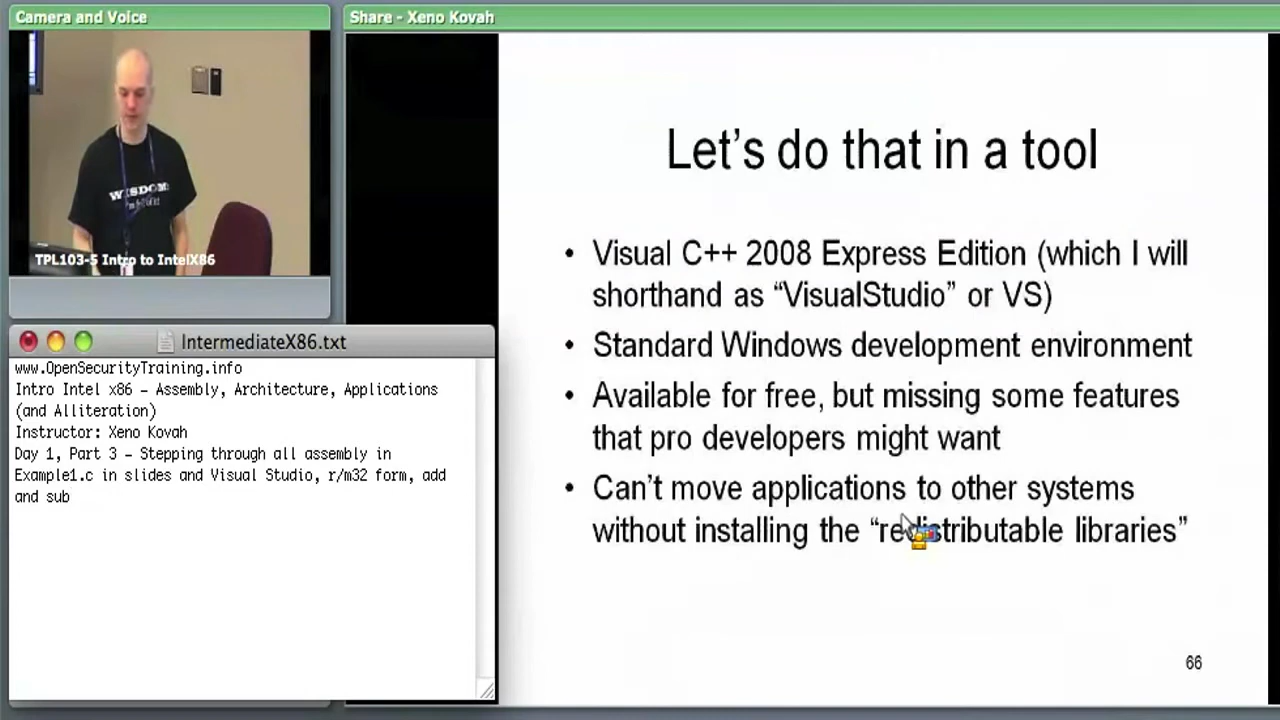 Camera and Voice
WISDOM
TPL103-5 Intro to IntelX86
IntermediateX86.txt
www.OpenSecurityTraining.info
Intro Intel x86 – Assembly, Architecture, Applications
(and Alliteration)
Instructor: Xeno Kovah
Day 1, Part 3 – Stepping through all assembly in
Example1.c in slides and Visual Studio, r/m32 form, add
and sub
Share - Xeno Kovah
Let's do that in a tool
• Visual C++ 2008 Express Edition (which I will
shorthand as “VisualStudio” or VS)
• Standard Windows development environment
• Available for free, but missing some features
that pro developers might want
• Can't move applications to other systems
without installing the “redistributable libraries”
66